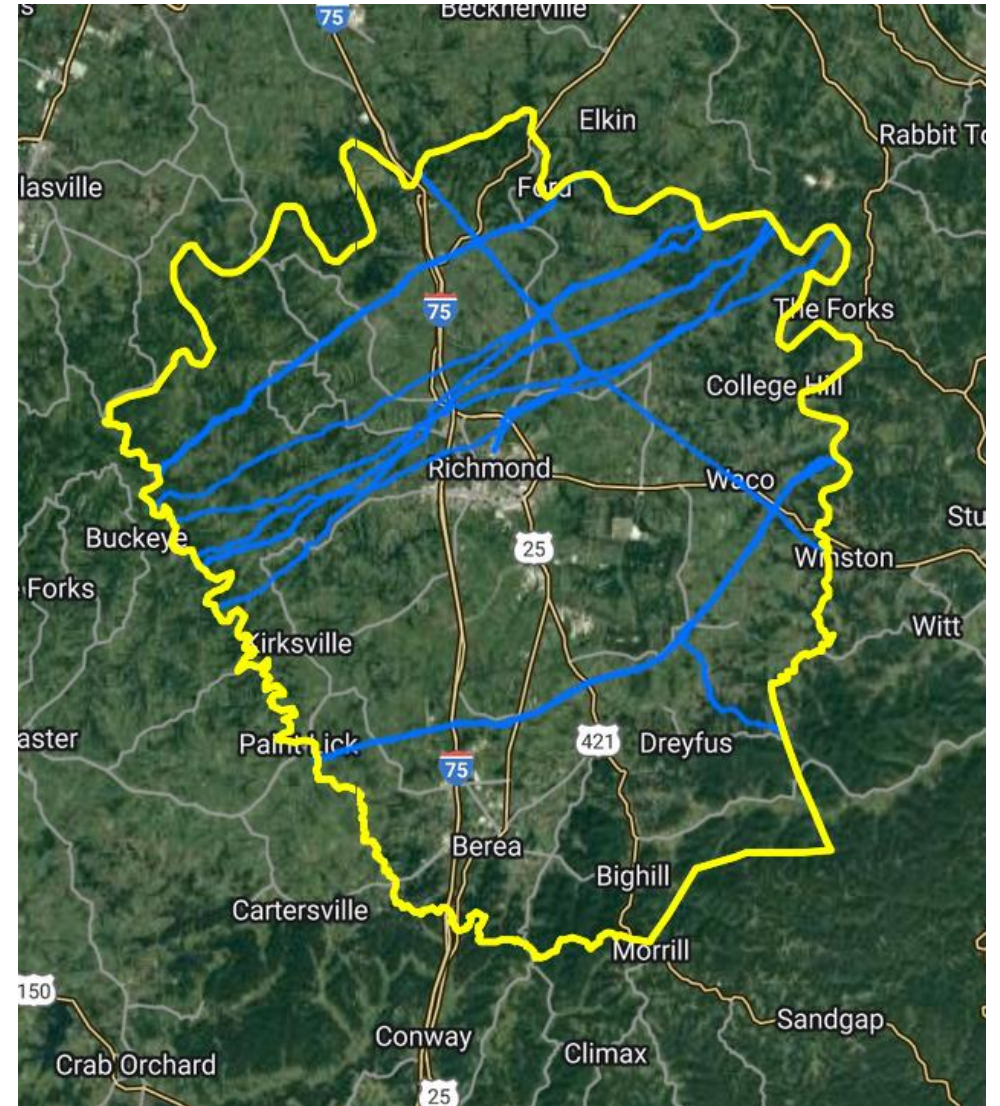 75
Becknerville
Elkin
Rabbit To
lasville
Ford
75
The Forks
College Hill
Richmond
Waco
Stu
Buckeye
25
Winston
Forks
Witt
Kirksville
aster
Paint Lick
421
Dreyfus
75
Berea
Bighill
Cartersville
Morrill
150
Sandgap
Conway
Climax
Crab Orchard
25